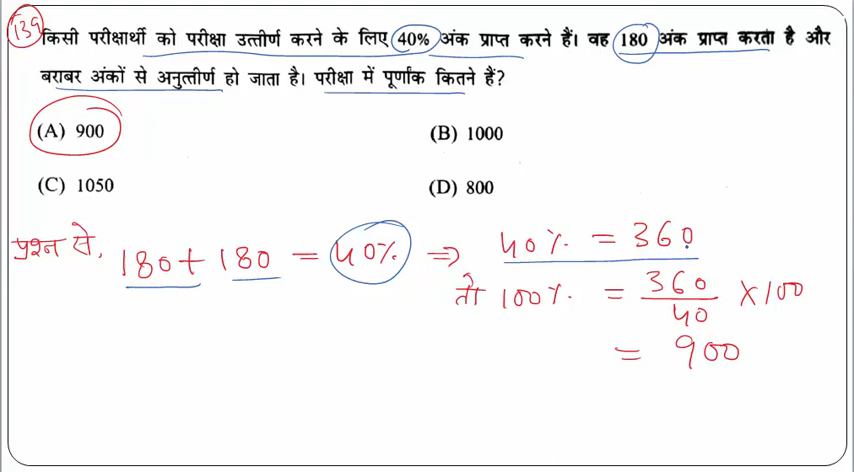 139 किसी परीक्षार्थी को परीक्षा उत्तीर्ण करने के लिए 40% अंक प्राप्त करने हैं। वह 180 अंक प्राप्त करता है और
बराबर अंकों से अनुत्तीर्ण हो जाता है। परीक्षा में पूर्णांक कितने हैं?
(A) 900 (B) 1000
(C) 1050 (D) 800
प्रश्न से, 180 + 180 = 40% ⇒ 40% = 360
तो 100% = 360/40 × 100
= 900